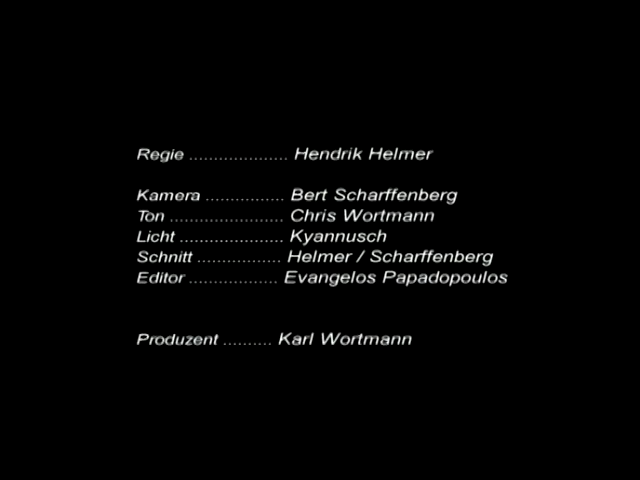 Regie .................... Hendrik Helmer
Kamera ................ Bert Scharffenberg
Ton ....................... Chris Wortmann
Licht ..................... Kyannusch
Schnitt ................. Helmer / Scharffenberg
Editor .................. Evangelos Papadopoulos
Produzent .......... Karl Wortmann